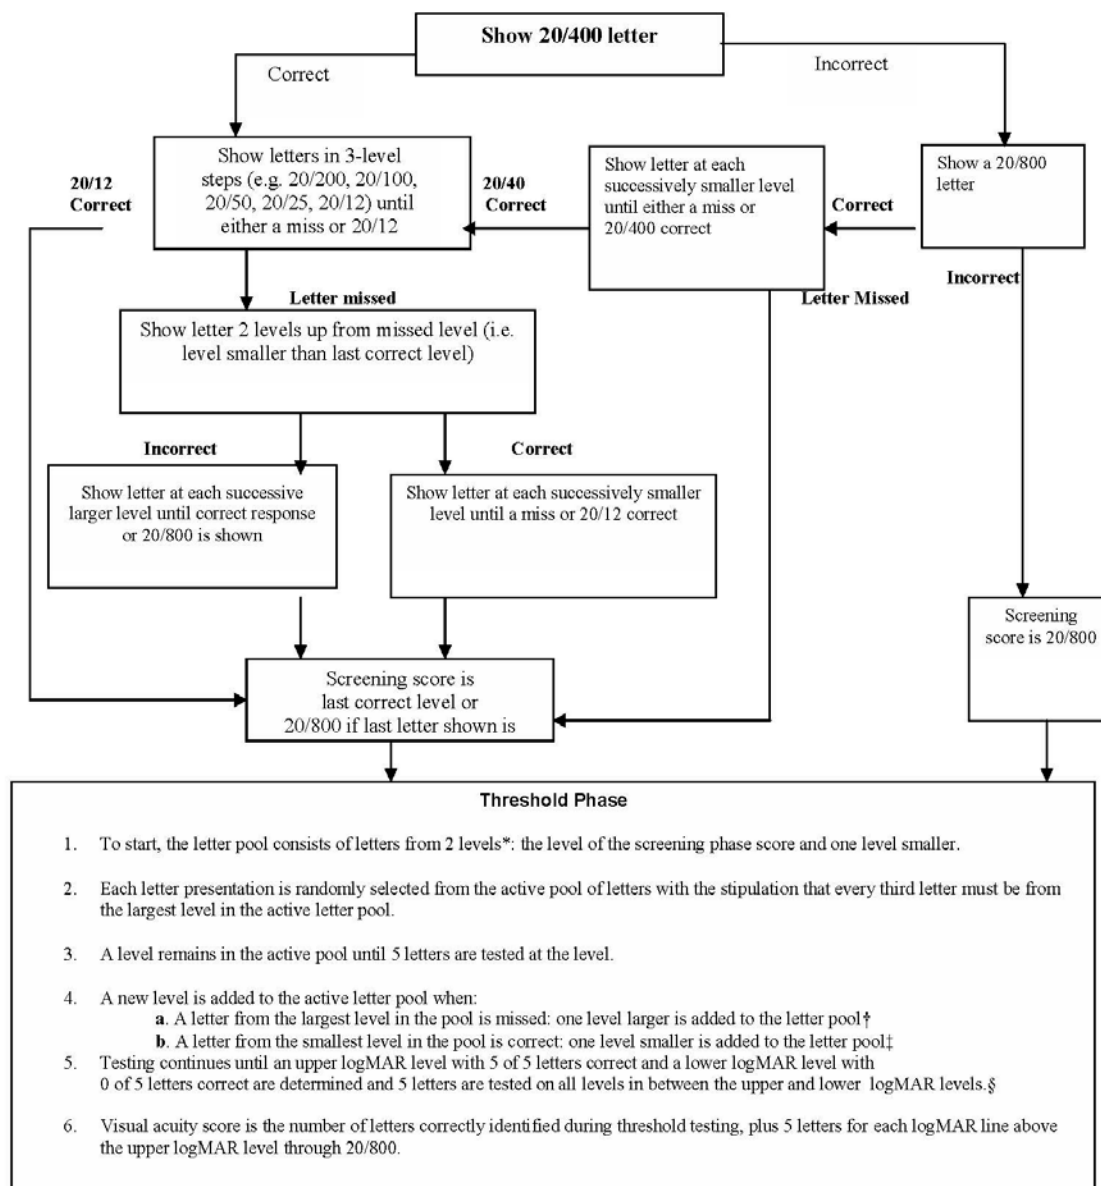 Show 20/400 letter
Correct
Incorrect
Show letters in 3-level
steps (e.g. 20/200, 20/100,
20/50, 20/25, 20/12) until
either a miss or 20/12
20/12
Correct
20/40
Correct
Show letter at each
successively smaller level
until either a miss or
20/400 correct
Correct
Show a 20/800
letter
Incorrect
Letter missed
Letter Missed
Show letter 2 levels up from missed level (i.e.
level smaller than last correct level)
Incorrect
Correct
Show letter at each successive
larger level until correct response
or 20/800 is shown
Show letter at each successively smaller
level until a miss or 20/12 correct
Screening
score is 20/800
Screening score is
last correct level or
20/800 if last letter shown is
Threshold Phase
1. To start, the letter pool consists of letters from 2 levels*: the level of the screening phase score and one level smaller.
2. Each letter presentation is randomly selected from the active pool of letters with the stipulation that every third letter must be from
the largest level in the active letter pool.
3. A level remains in the active pool until 5 letters are tested at the level.
4. A new level is added to the active letter pool when:
a. A letter from the largest level in the pool is missed: one level larger is added to the letter pool†
b. A letter from the smallest level in the pool is correct: one level smaller is added to the letter pool‡
5. Testing continues until an upper logMAR level with 5 of 5 letters correct and a lower logMAR level with
0 of 5 letters correct are determined and 5 letters are tested on all levels in between the upper and lower logMAR levels.§
6. Visual acuity score is the number of letters correctly identified during threshold testing, plus 5 letters for each logMAR line above
the upper logMAR level through 20/800.